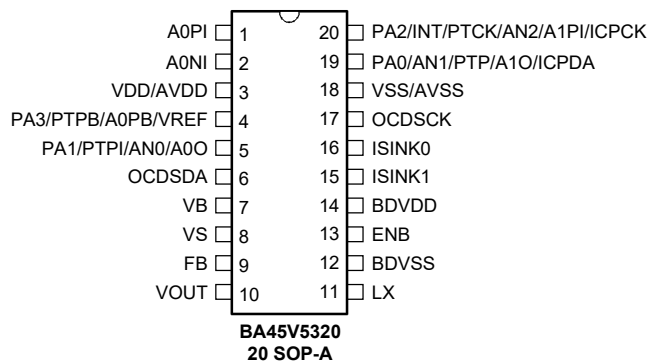 A0PI 1 20 PA2/INT/PTCK/AN2/A1PI/ICPCK
A0NI 2 19 PA0/AN1/PTP/A1O/ICPDA
VDD/AVDD 3 18 VSS/AVSS
PA3/PTPB/A0PB/VREF 4 17 OCDSCK
PA1/PTPI/AN0/A0O 5 16 ISINK0
OCDSDA 6 15 ISINK1
VB 7 14 BDVDD
VS 8 13 ENB
FB 9 12 BDVSS
VOUT 10 11 LX
BA45V5320
20 SOP-A